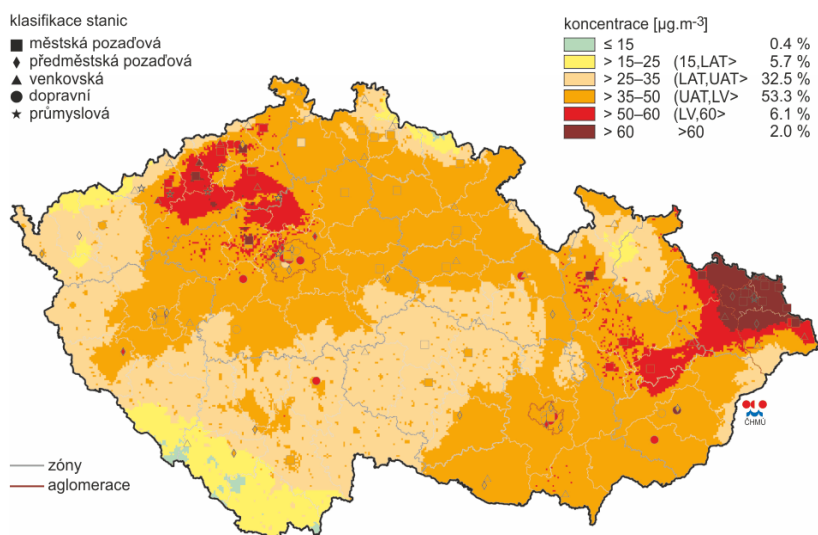 klasifikace stanic
městská pozaďová
předměstská pozaďová
venkovská
dopravní
průmyslová
koncentrace [µg.m⁻³]
≤ 15 0.4 %
> 15–25 (15,LAT> 5.7 %
> 25–35 (LAT,UAT> 32.5 %
> 35–50 (UAT,LV> 53.3 %
> 50–60 (LV,60> 6.1 %
> 60 >60 2.0 %
ČHMÚ
zóny
aglomerace